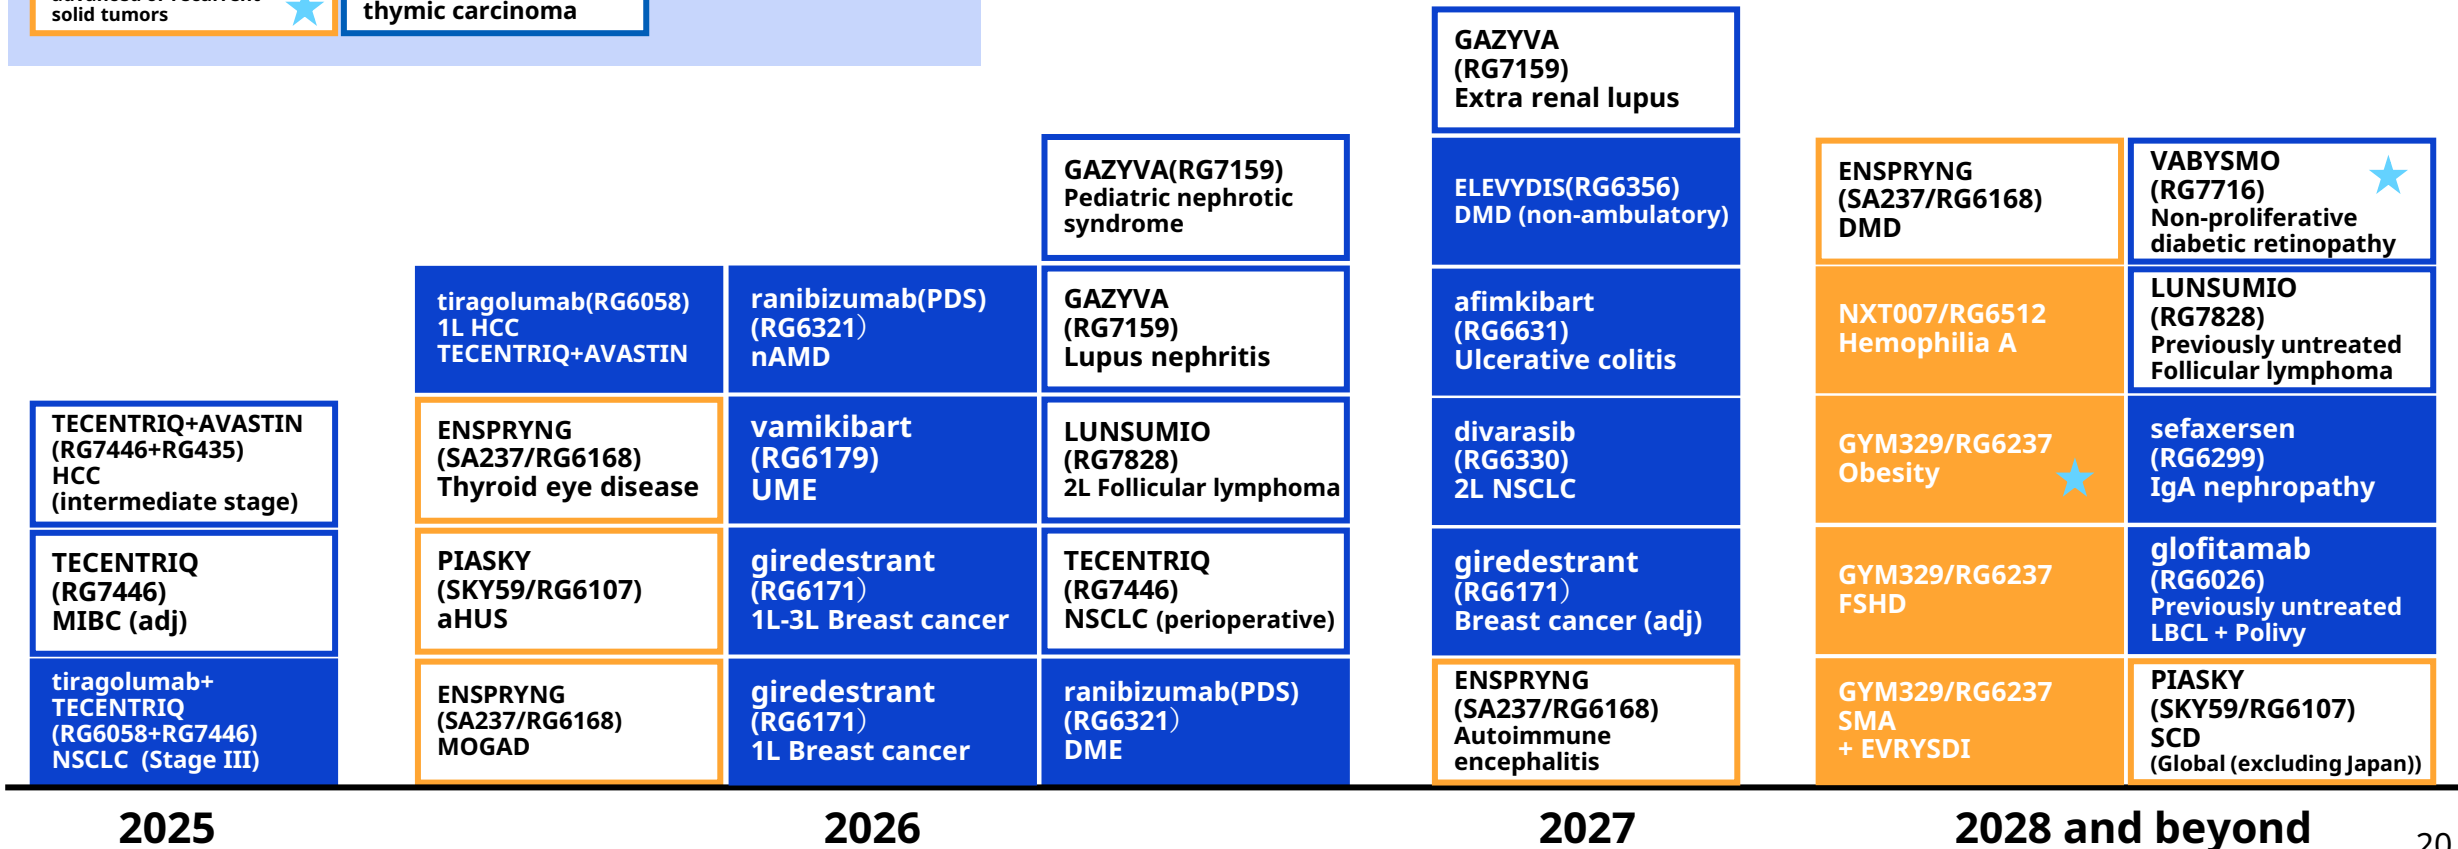 solid tumors
thymic carcinoma
TECENTRIQ+AVASTIN
(RG7446+RG435)
HCC
(intermediate stage)
TECENTRIQ
(RG7446)
MIBC (adj)
tiragolumab+
TECENTRIQ
(RG6058+RG7446)
NSCLC (Stage III)
2025
tiragolumab(RG6058)
1L HCC
TECENTRIQ+AVASTIN
ENSPRYNG
(SA237/RG6168)
Thyroid eye disease
PIASKY
(SKY59/RG6107)
aHUS
ENSPRYNG
(SA237/RG6168)
MOGAD
ranibizumab(PDS)
(RG6321）
nAMD
vamikibart
(RG6179)
UME
giredestrant
(RG6171）
1L-3L Breast cancer
giredestrant
(RG6171）
1L Breast cancer
GAZYVA(RG7159)
Pediatric nephrotic
syndrome
GAZYVA
(RG7159)
Lupus nephritis
LUNSUMIO
(RG7828)
2L Follicular lymphoma
TECENTRIQ
(RG7446)
NSCLC (perioperative)
ranibizumab(PDS)
(RG6321）
DME
2026
GAZYVA
(RG7159)
Extra renal lupus
ELEVYDIS(RG6356)
DMD (non-ambulatory)
afimkibart
(RG6631)
Ulcerative colitis
divarasib
(RG6330)
2L NSCLC
giredestrant
(RG6171）
Breast cancer (adj)
ENSPRYNG
(SA237/RG6168)
Autoimmune
encephalitis
2027
ENSPRYNG
(SA237/RG6168)
DMD
NXT007/RG6512
Hemophilia A
GYM329/RG6237
Obesity
GYM329/RG6237
FSHD
GYM329/RG6237
SMA
+ EVRYSDI
VABYSMO
(RG7716)
Non-proliferative
diabetic retinopathy
LUNSUMIO
(RG7828)
Previously untreated
Follicular lymphoma
sefaxersen
(RG6299)
IgA nephropathy
glofitamab
(RG6026)
Previously untreated
LBCL + Polivy
PIASKY
(SKY59/RG6107)
SCD
(Global (excluding Japan))
2028 and beyond
20